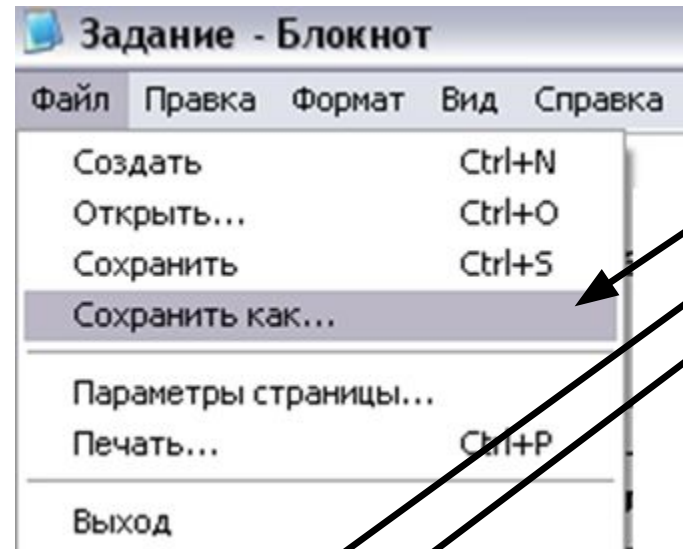 Задание - Блокнот
Файл Правка Формат Вид Справка
Создать Ctrl+N
Открыть... Ctrl+O
Сохранить Ctrl+S
Сохранить как...
Параметры страницы...
Печать... Ctrl+P
Выход